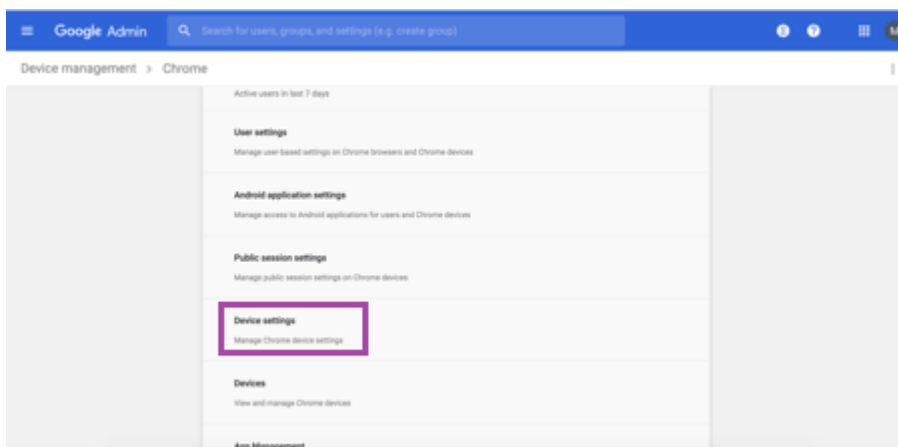 Google Admin
Search for users, groups, and settings (e.g. create group)
Device management > Chrome
Active users in last 7 days
User settings
Manage user-based settings on Chrome browsers and Chrome devices
Android application settings
Manage access to Android applications for users and Chrome devices
Public session settings
Manage public session settings on Chrome devices
Device settings
Manage Chrome device settings
Devices
View and manage Chrome devices
App Management